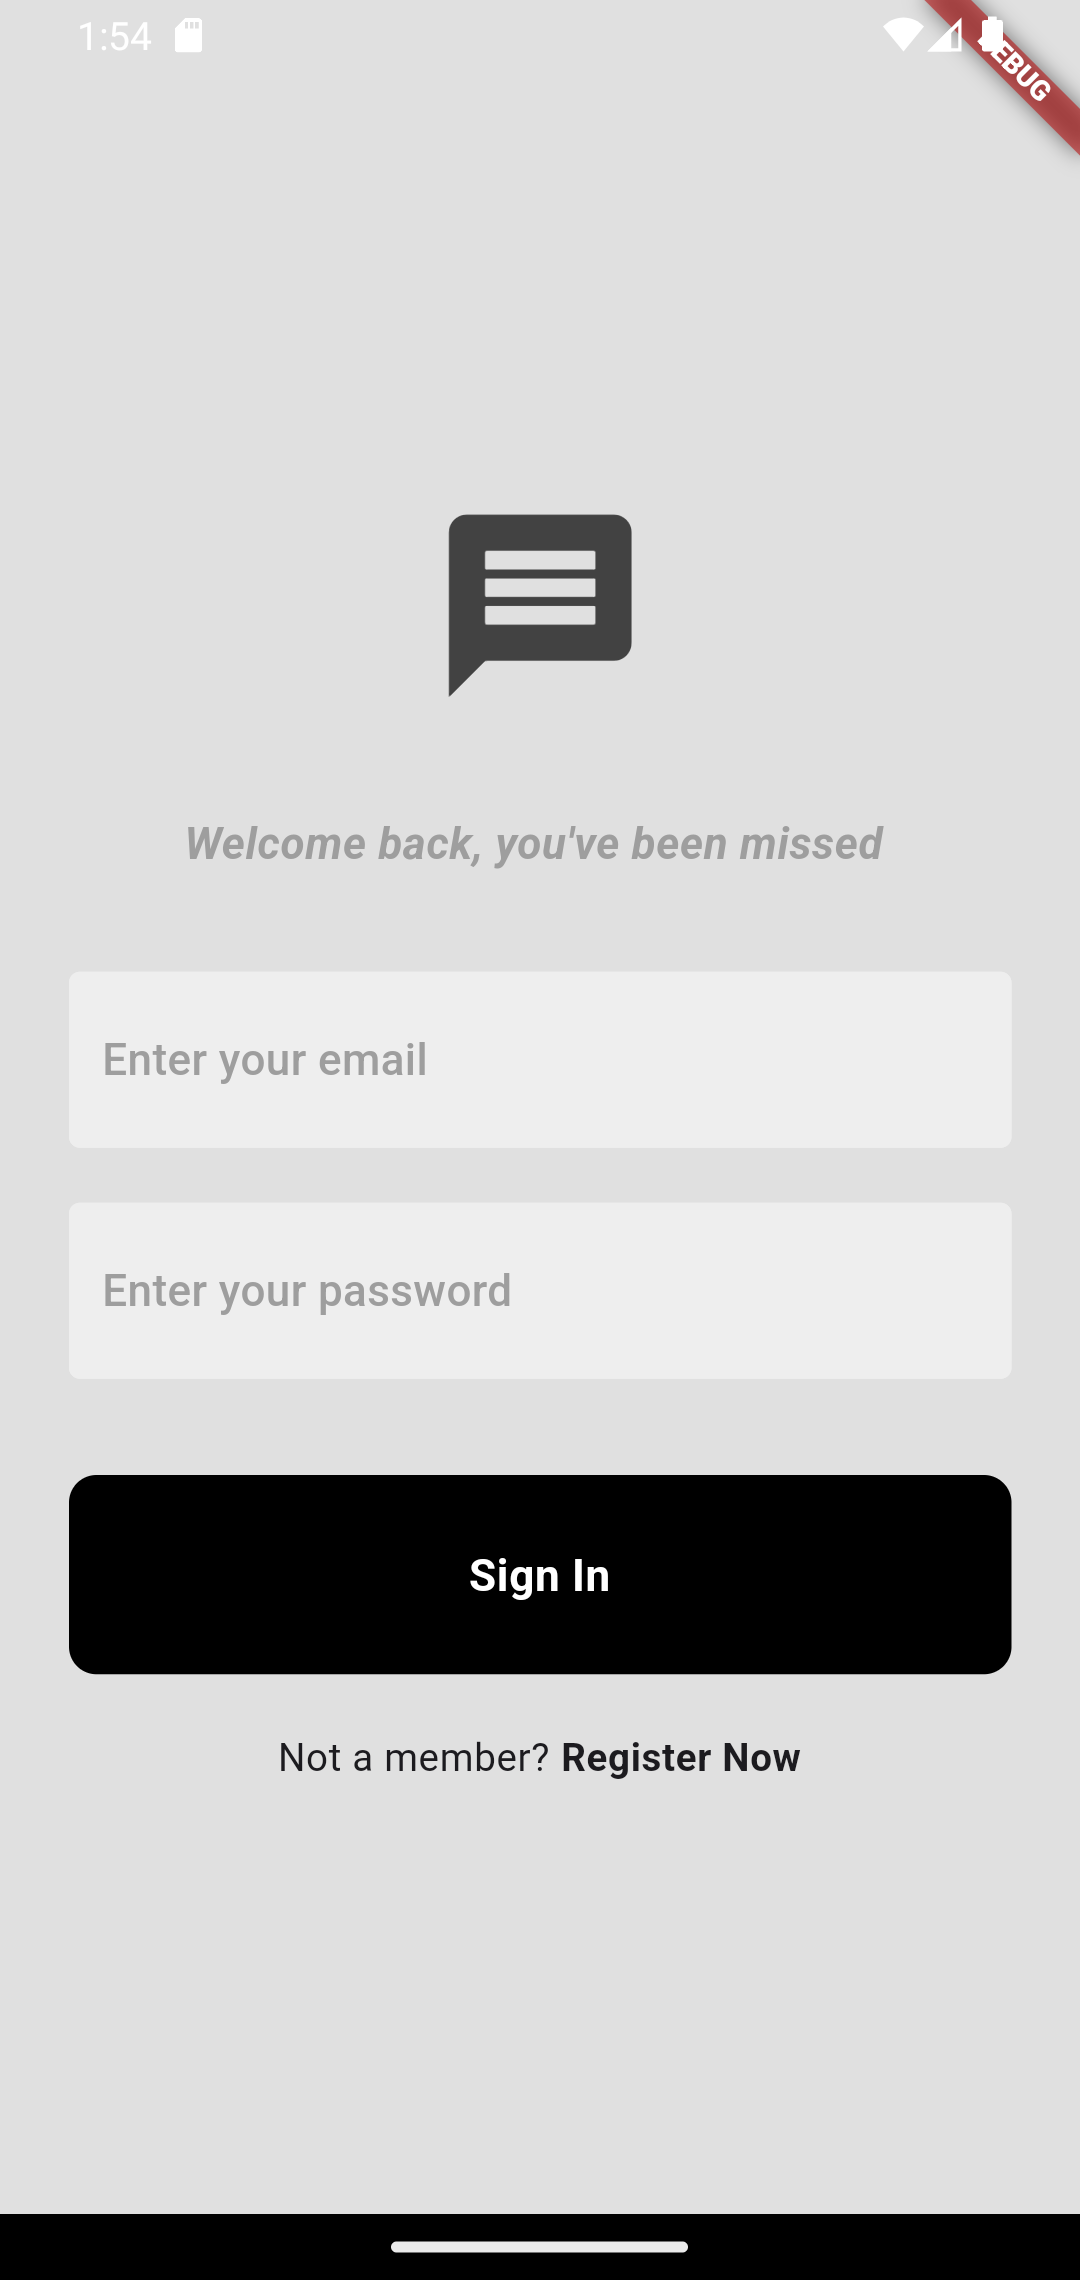 1:54
DEBUG
Welcome back, you've been missed
Enter your email
Enter your password
Sign In
Not a member? Register Now